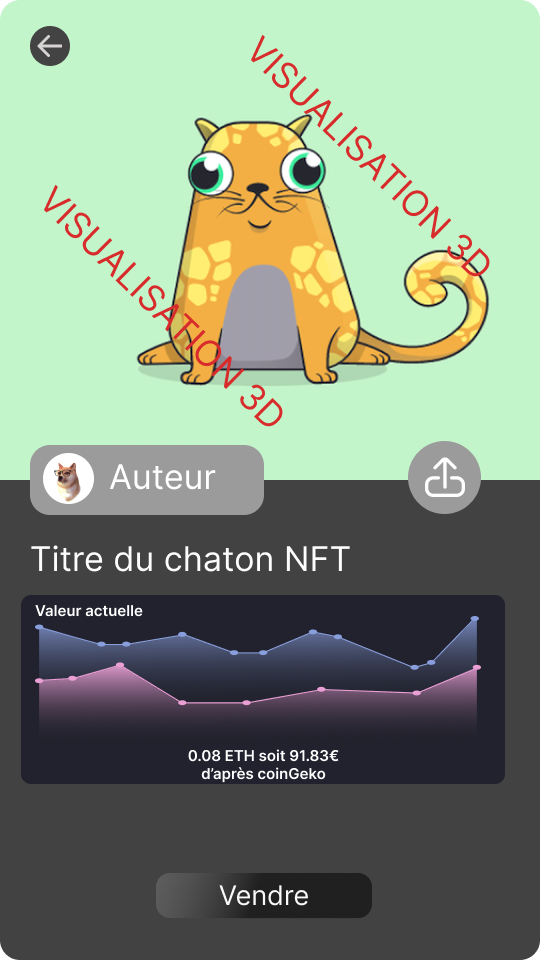 VISUALISATION 3D
VISUALISATION 3D
Auteur
Titre du chaton NFT
Valeur actuelle
0.08 ETH soit 91.83€
d’après coinGeko
Vendre